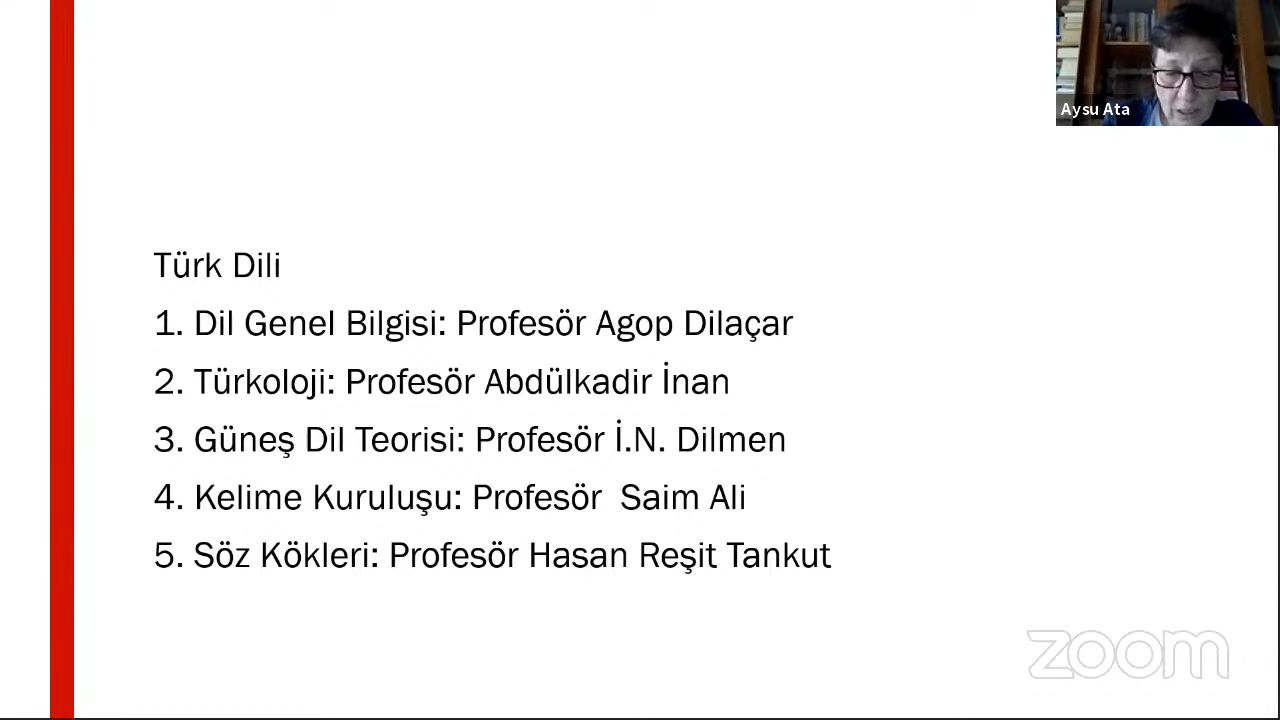 Aysu Ata
Türk Dili
1. Dil Genel Bilgisi: Profesör Agop Dilaçar
2. Türkoloji: Profesör Abdülkadir İnan
3. Güneş Dil Teorisi: Profesör İ.N. Dilmen
4. Kelime Kuruluşu: Profesör  Saim Ali
5. Söz Kökleri: Profesör Hasan Reşit Tankut
zoom